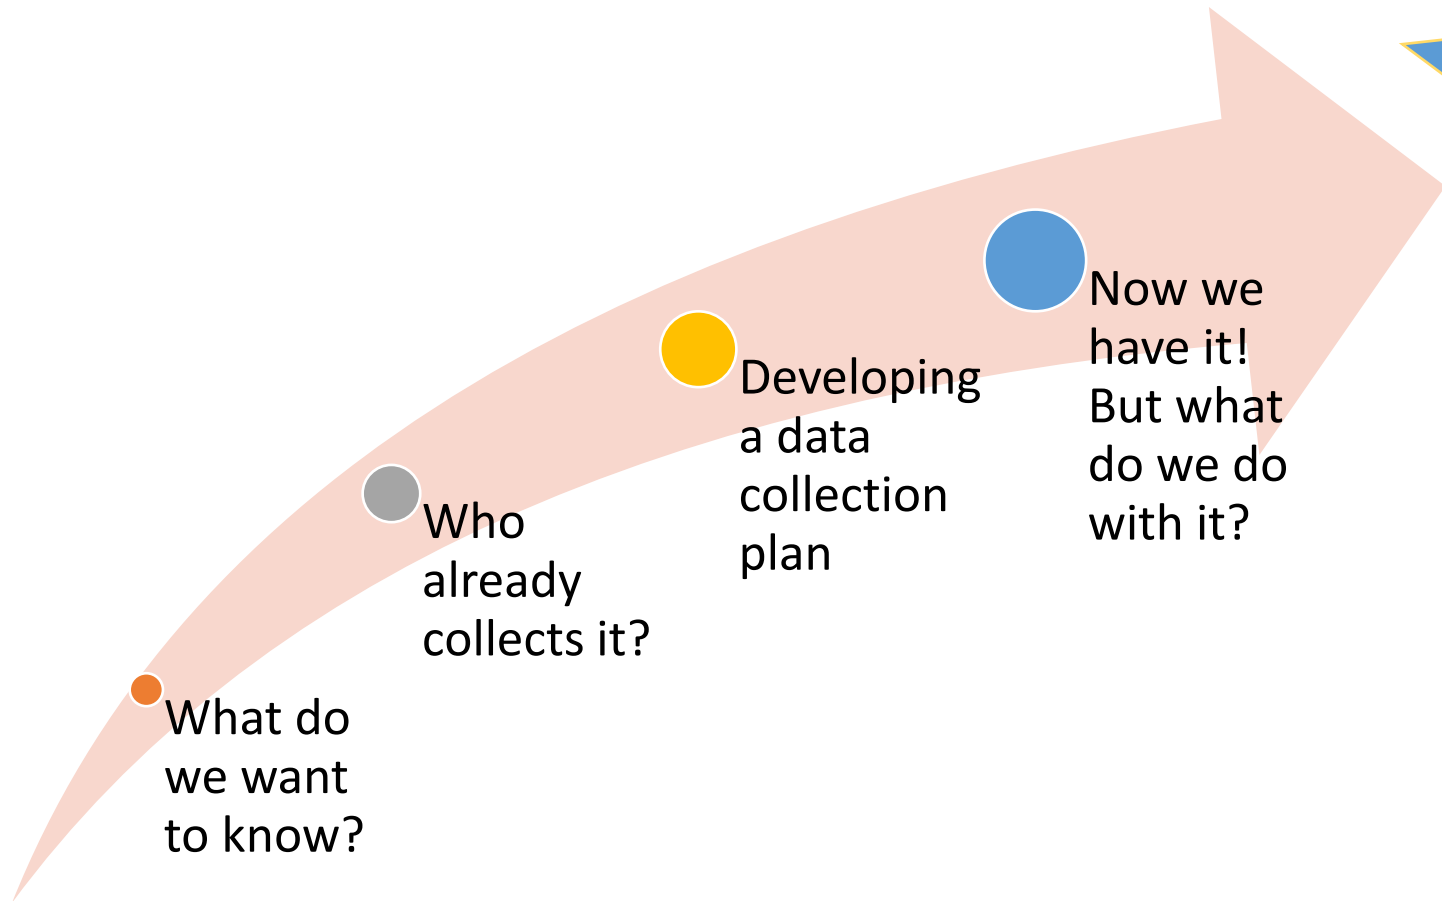 What do
we want
to know?
Who
already
collects it?
Developing
a data
collection
plan
Now we
have it!
But what
do we do
with it?